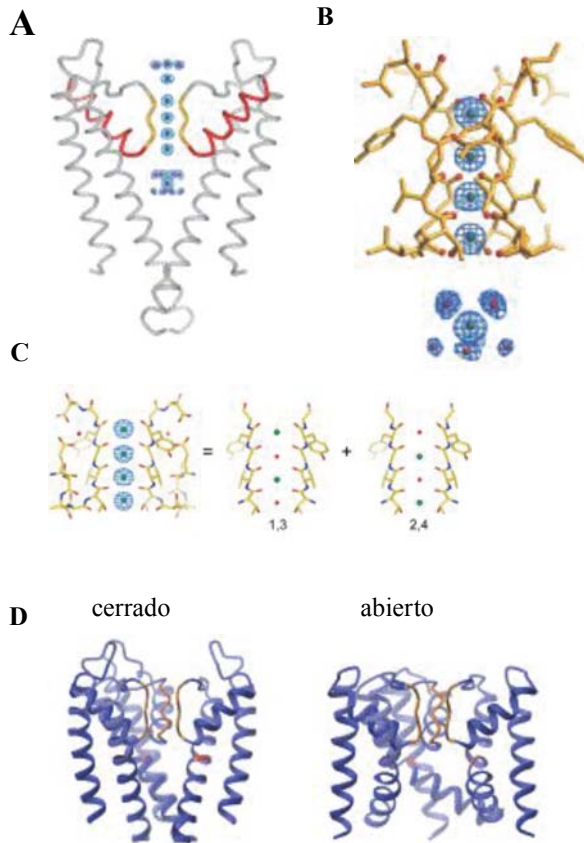 A
B
C
=
+
1,3
2,4
D
cerrado
abierto